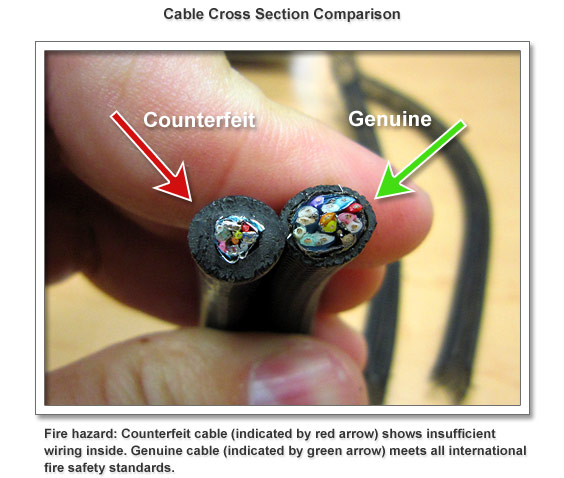 Cable Cross Section Comparison
Counterfeit
Genuine
Fire hazard: Counterfeit cable (indicated by red arrow) shows insufficient
wiring inside. Genuine cable (indicated by green arrow) meets all international
fire safety standards.